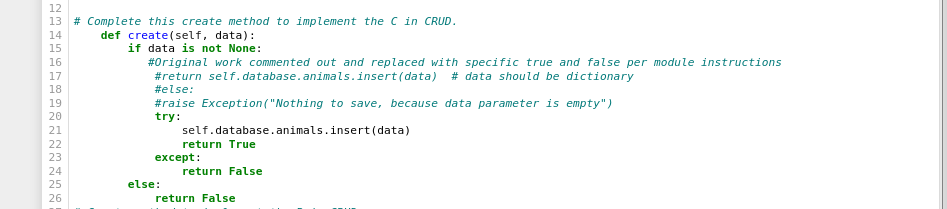 12
13 # Complete this create method to implement the C in CRUD.
14     def create(self, data):
15         if data is not None:
16            #Original work commented out and replaced with specific true and false per module instructions
17             #return self.database.animals.insert(data)  # data should be dictionary
18             #else:
19             #raise Exception("Nothing to save, because data parameter is empty")
20             try:
21                 self.database.animals.insert(data)
22                 return True
23             except:
24                 return False
25         else:
26             return False